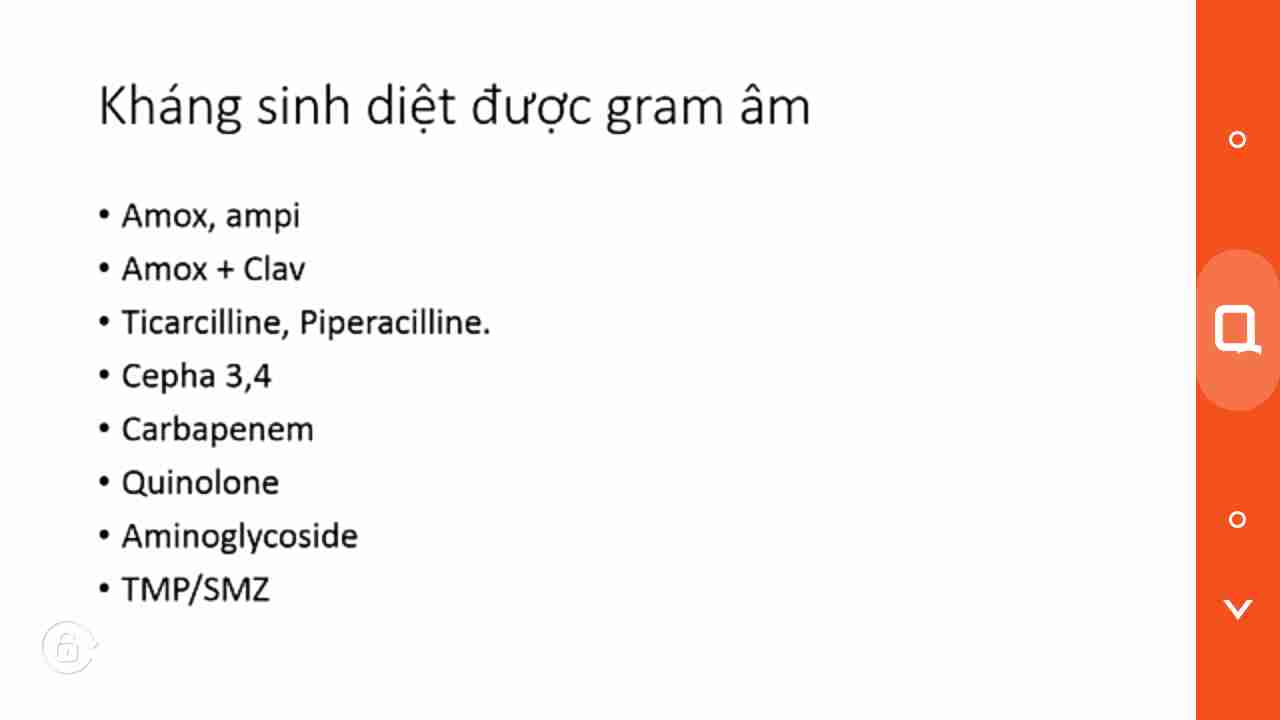 Kháng sinh diệt được gram âm
• Amox, ampi
• Amox + Clav
• Ticarcilline, Piperacilline.
• Cepha 3,4
• Carbapenem
• Quinolone
• Aminoglycoside
• TMP/SMZ